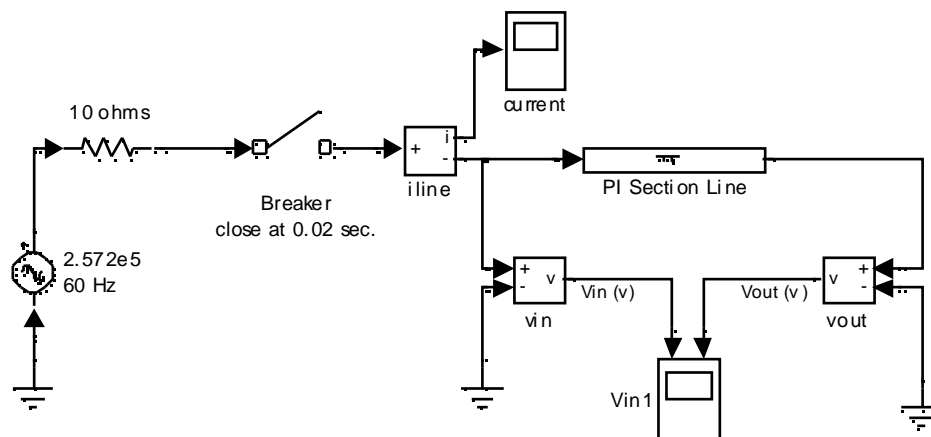 current
10 ohms
+
i
-
iline
PI Section Line
Breaker
close at 0.02 sec.
2.572e5
60 Hz
+
-
v
vin
Vin (v)
Vout (v)
v
+
-
vout
Vin1